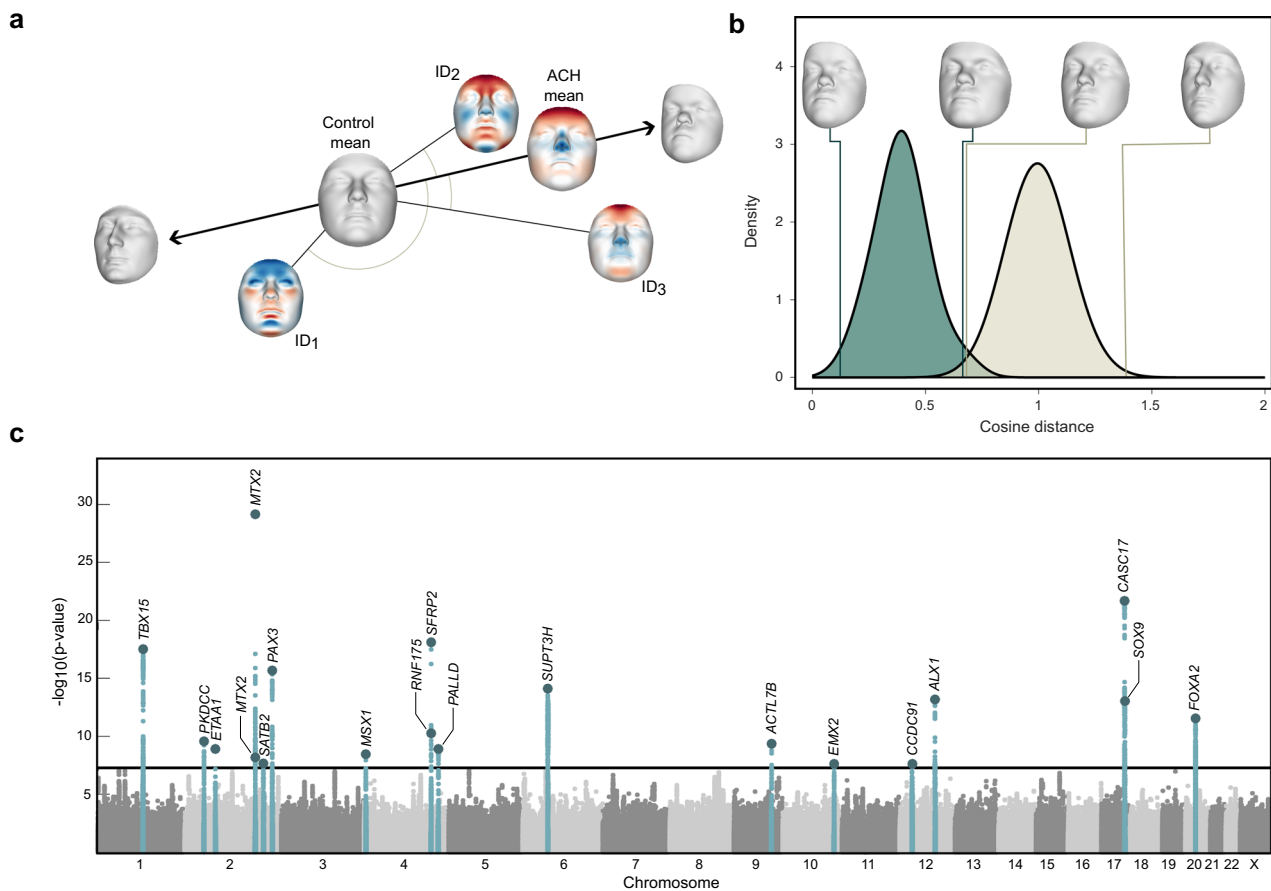 a
ID2
ACH
mean
Control
mean
ID3
ID1
b
4
3
2
1
0
Density
0
0.5
1
1.5
2
Cosine distance
c
30
25
20
15
10
5
-log10(p-value)
TBX15
PKDCC
ETAA1
MTX2
MTX2
SATB2
PAX3
MSX1
RNF175
SFRP2
PALLD
SUPT3H
ACTL7B
EMX2
CCDC91
ALX1
CASC17
SOX9
FOXA2
1 2 3 4 5 6 7 8 9 10 11 12 13 14 15 16 17 18 19 20 21 22 X
Chromosome